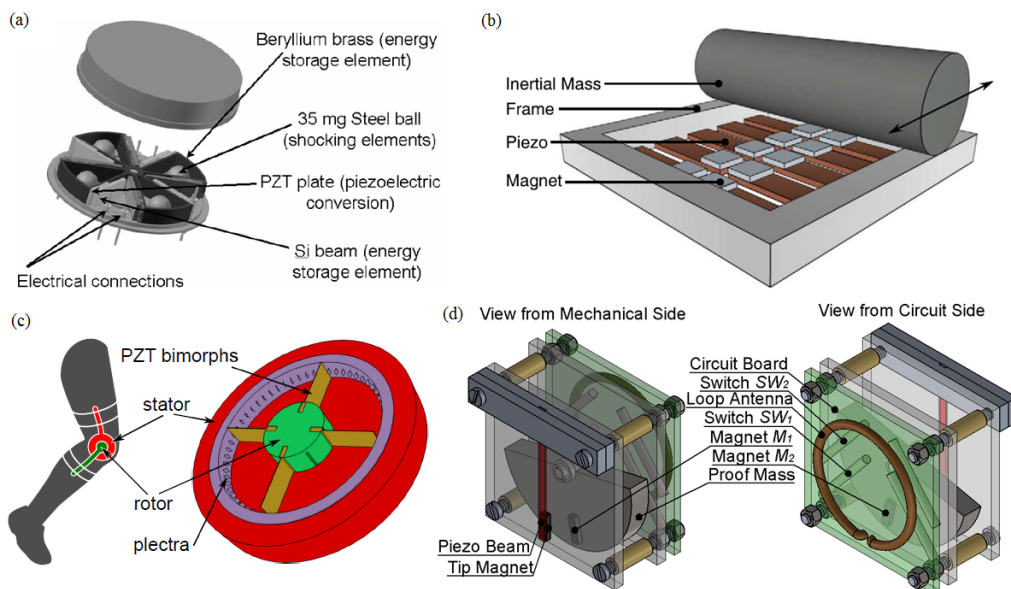 (a)
Beryllium brass (energy
storage element)
35 mg Steel ball
(shocking elements)
PZT plate (piezoelectric
conversion)
Si beam (energy
storage element)
Electrical connections
(b)
Inertial Mass
Frame
Piezo
Magnet
(c)
PZT bimorphs
stator
rotor
plectra
(d)
View from Mechanical Side
View from Circuit Side
Circuit Board
Switch SW2
Loop Antenna
Switch SW1
Magnet M1
Magnet M2
Proof Mass
Piezo Beam
Tip Magnet